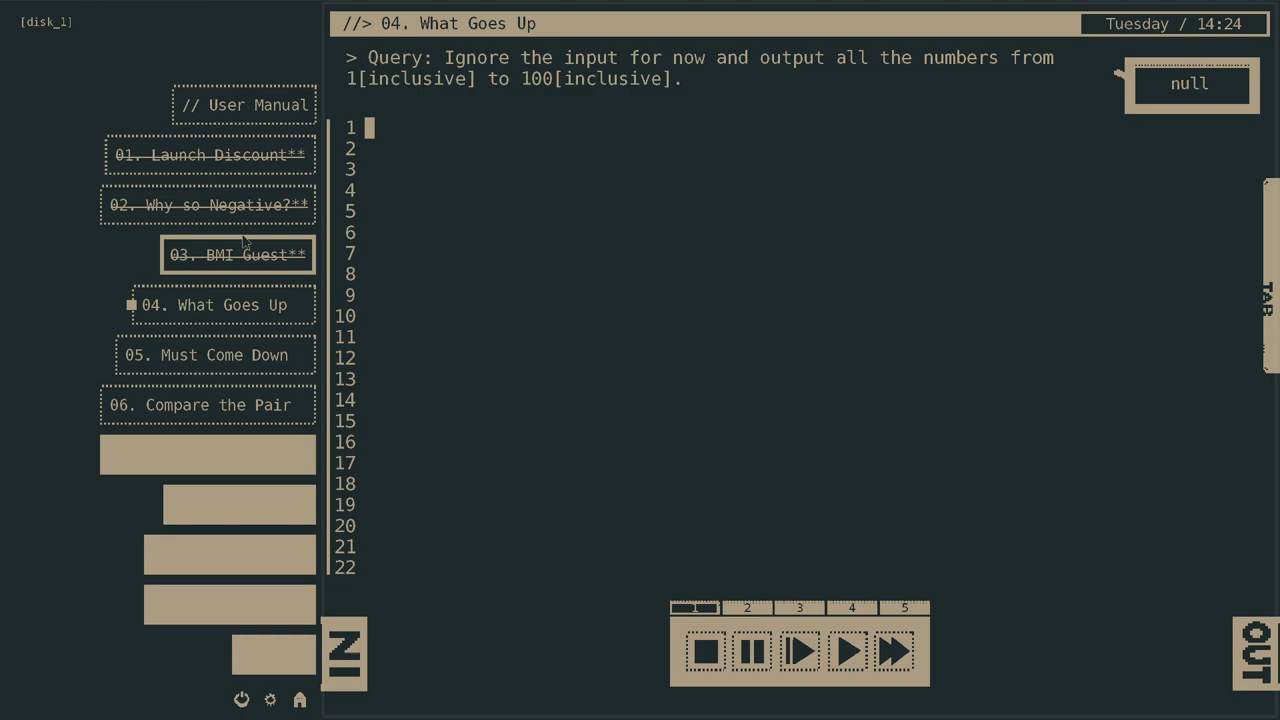 [disk_1]
//> 04. What Goes Up
Tuesday / 14:24
> Query: Ignore the input for now and output all the numbers from
1[inclusive] to 100[inclusive].
null
// User Manual
01. Launch Discount**
02. Why so Negative?**
03. BMI Guest**
04. What Goes Up
05. Must Come Down
06. Compare the Pair
1
2
3
4
5
6
7
8
9
10
11
12
13
14
15
16
17
18
19
20
21
22
TAB
1 2 3 4 5
IN
OUT